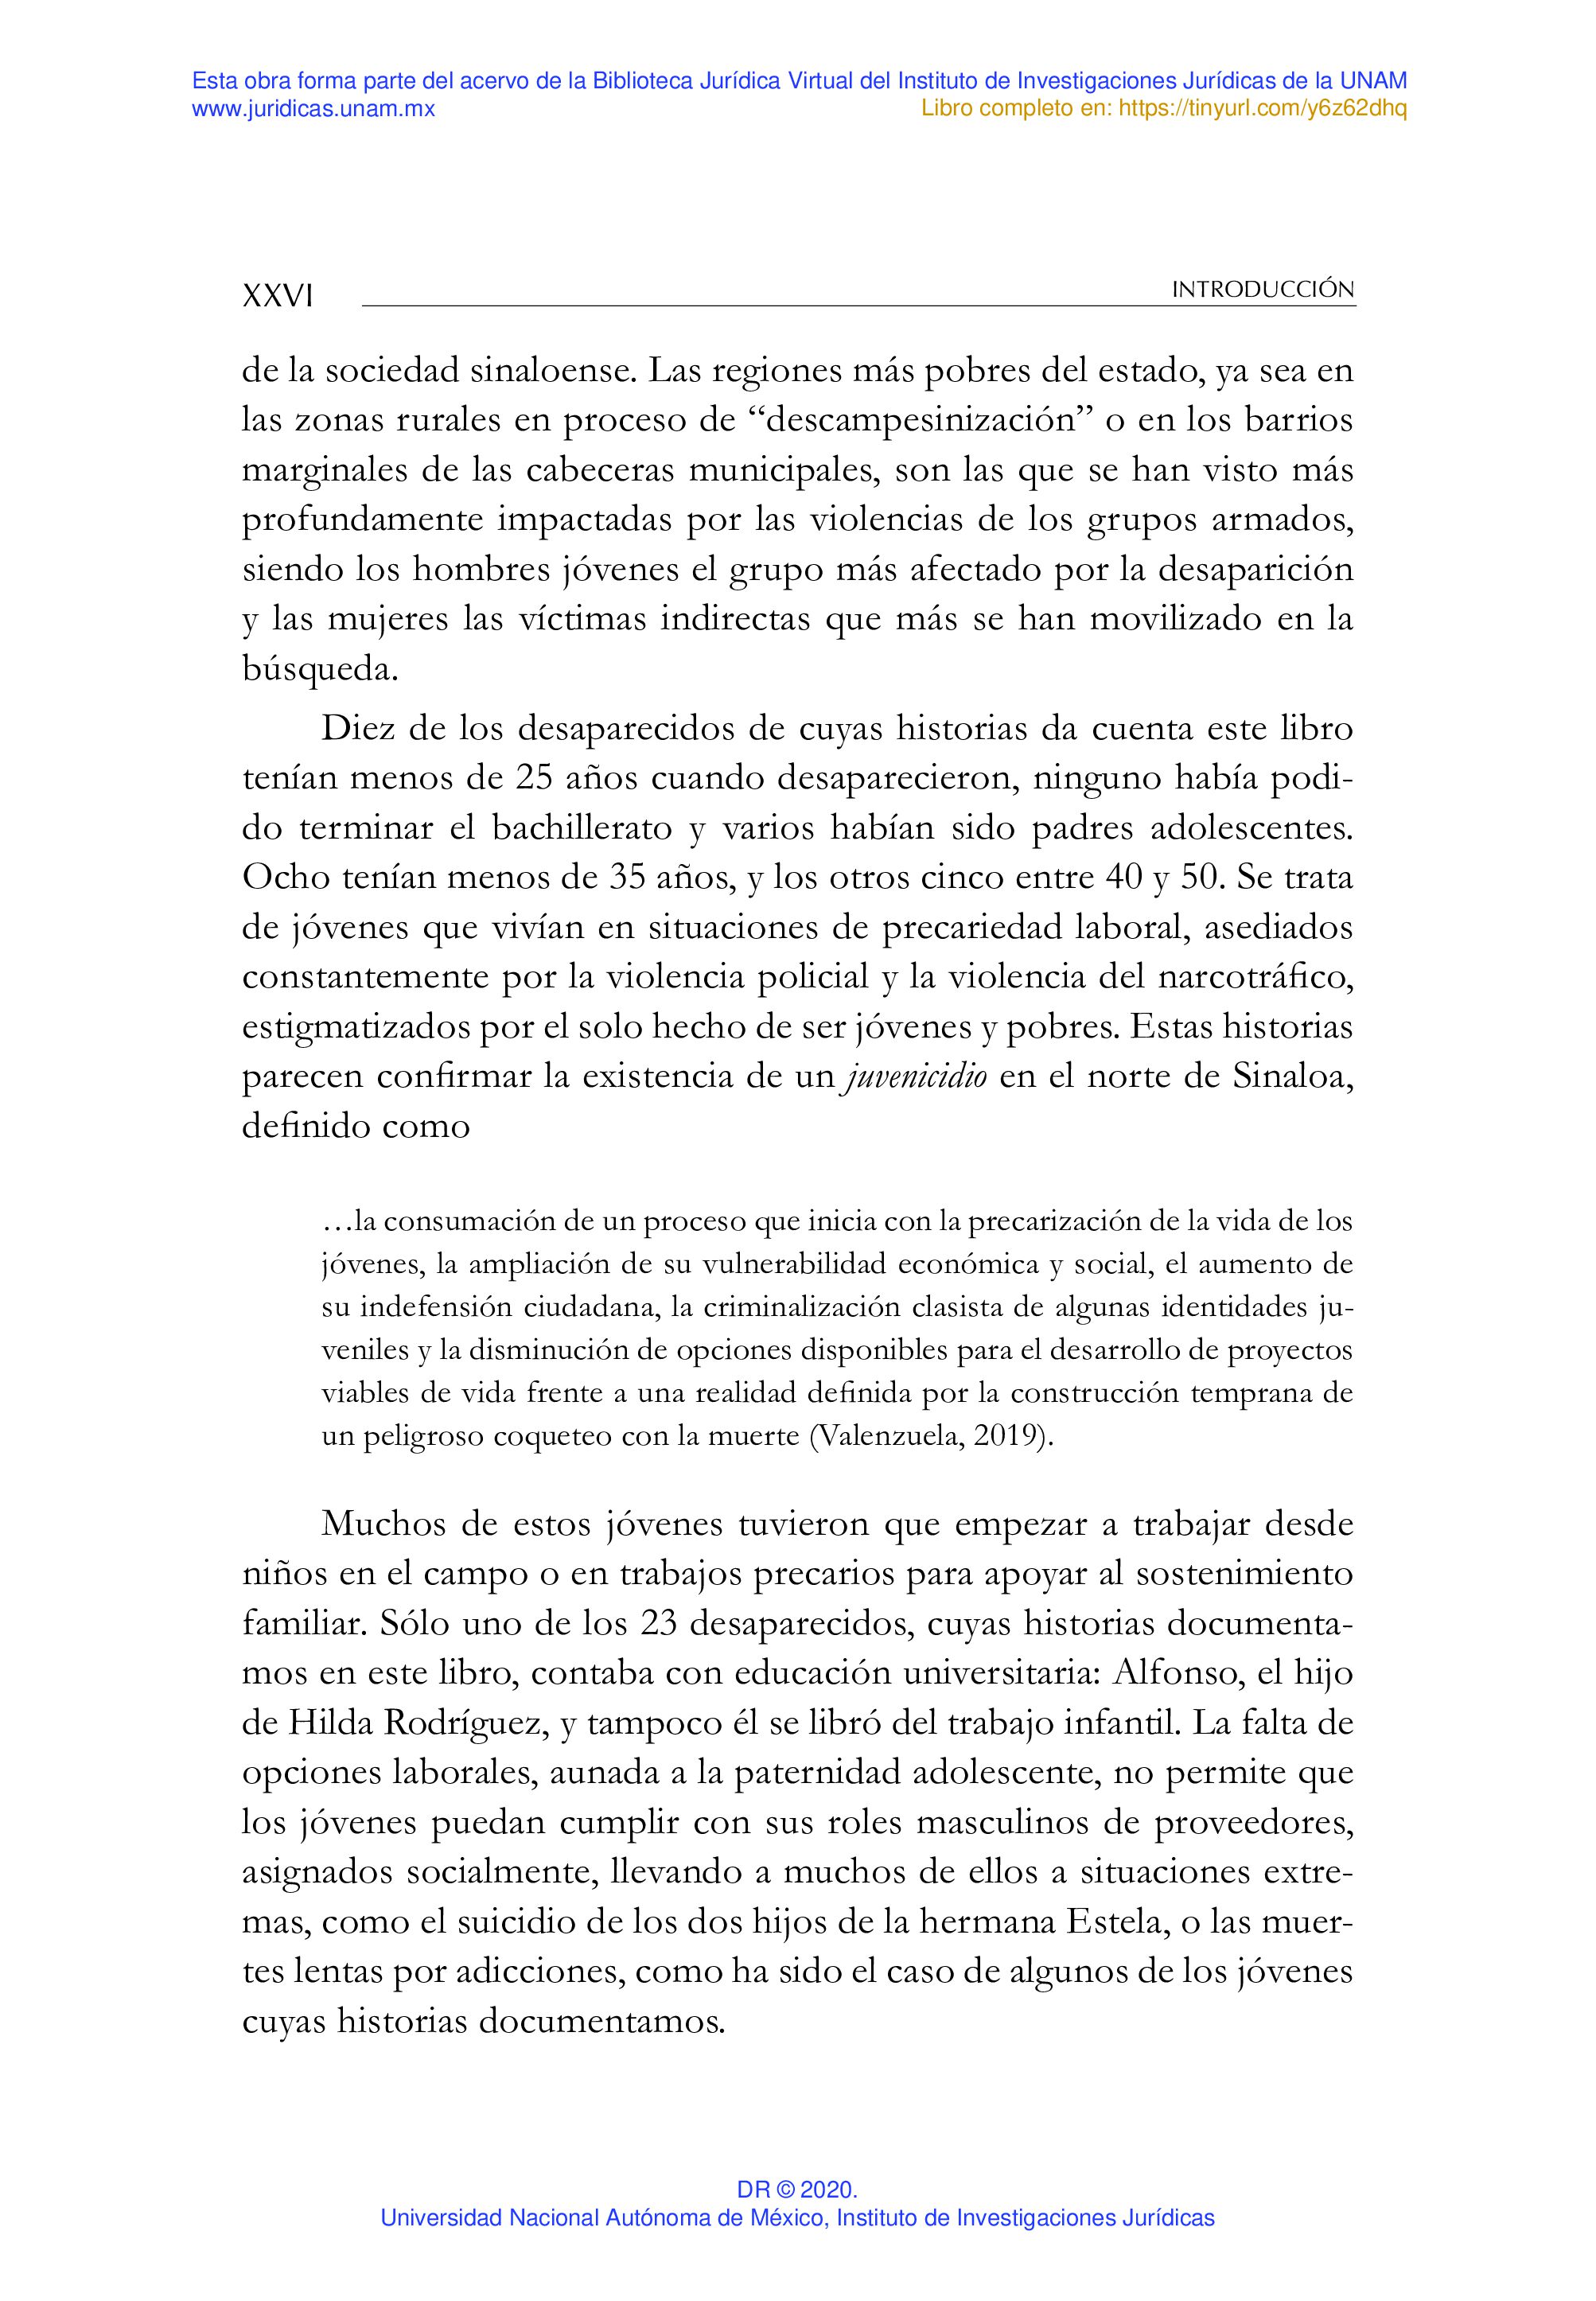 Esta obra forma parte del acervo de la Biblioteca Jurídica Virtual del Instituto de Investigaciones Jurídicas de la UNAM
www.juridicas.unam.mx
Libro completo en: https://tinyurl.com/y6z62dhq
XXVI
INTRODUCCIÓN
de la sociedad sinaloense. Las regiones más pobres del estado, ya sea en
las zonas rurales en proceso de “descampesinización” o en los barrios
marginales de las cabeceras municipales, son las que se han visto más
profundamente impactadas por las violencias de los grupos armados,
siendo los hombres jóvenes el grupo más afectado por la desaparición
y las mujeres las víctimas indirectas que más se han movilizado en la
búsqueda.
Diez de los desaparecidos de cuyas historias da cuenta este libro
tenían menos de 25 años cuando desaparecieron, ninguno había podi-
do terminar el bachillerato y varios habían sido padres adolescentes.
Ocho tenían menos de 35 años, y los otros cinco entre 40 y 50. Se trata
de jóvenes que vivían en situaciones de precariedad laboral, asediados
constantemente por la violencia policial y la violencia del narcotráfico,
estigmatizados por el solo hecho de ser jóvenes y pobres. Estas historias
parecen confirmar la existencia de un juvenicidio en el norte de Sinaloa,
definido como
…la consumación de un proceso que inicia con la precarización de la vida de los
jóvenes, la ampliación de su vulnerabilidad económica y social, el aumento de
su indefensión ciudadana, la criminalización clasista de algunas identidades ju-
veniles y la disminución de opciones disponibles para el desarrollo de proyectos
viables de vida frente a una realidad definida por la construcción temprana de
un peligroso coqueteo con la muerte (Valenzuela, 2019).
Muchos de estos jóvenes tuvieron que empezar a trabajar desde
niños en el campo o en trabajos precarios para apoyar al sostenimiento
familiar. Sólo uno de los 23 desaparecidos, cuyas historias documenta-
mos en este libro, contaba con educación universitaria: Alfonso, el hijo
de Hilda Rodríguez, y tampoco él se libró del trabajo infantil. La falta de
opciones laborales, aunada a la paternidad adolescente, no permite que
los jóvenes puedan cumplir con sus roles masculinos de proveedores,
asignados socialmente, llevando a muchos de ellos a situaciones extre-
mas, como el suicidio de los dos hijos de la hermana Estela, o las muer-
tes lentas por adicciones, como ha sido el caso de algunos de los jóvenes
cuyas historias documentamos.
DR © 2020.
Universidad Nacional Autónoma de México, Instituto de Investigaciones Jurídicas